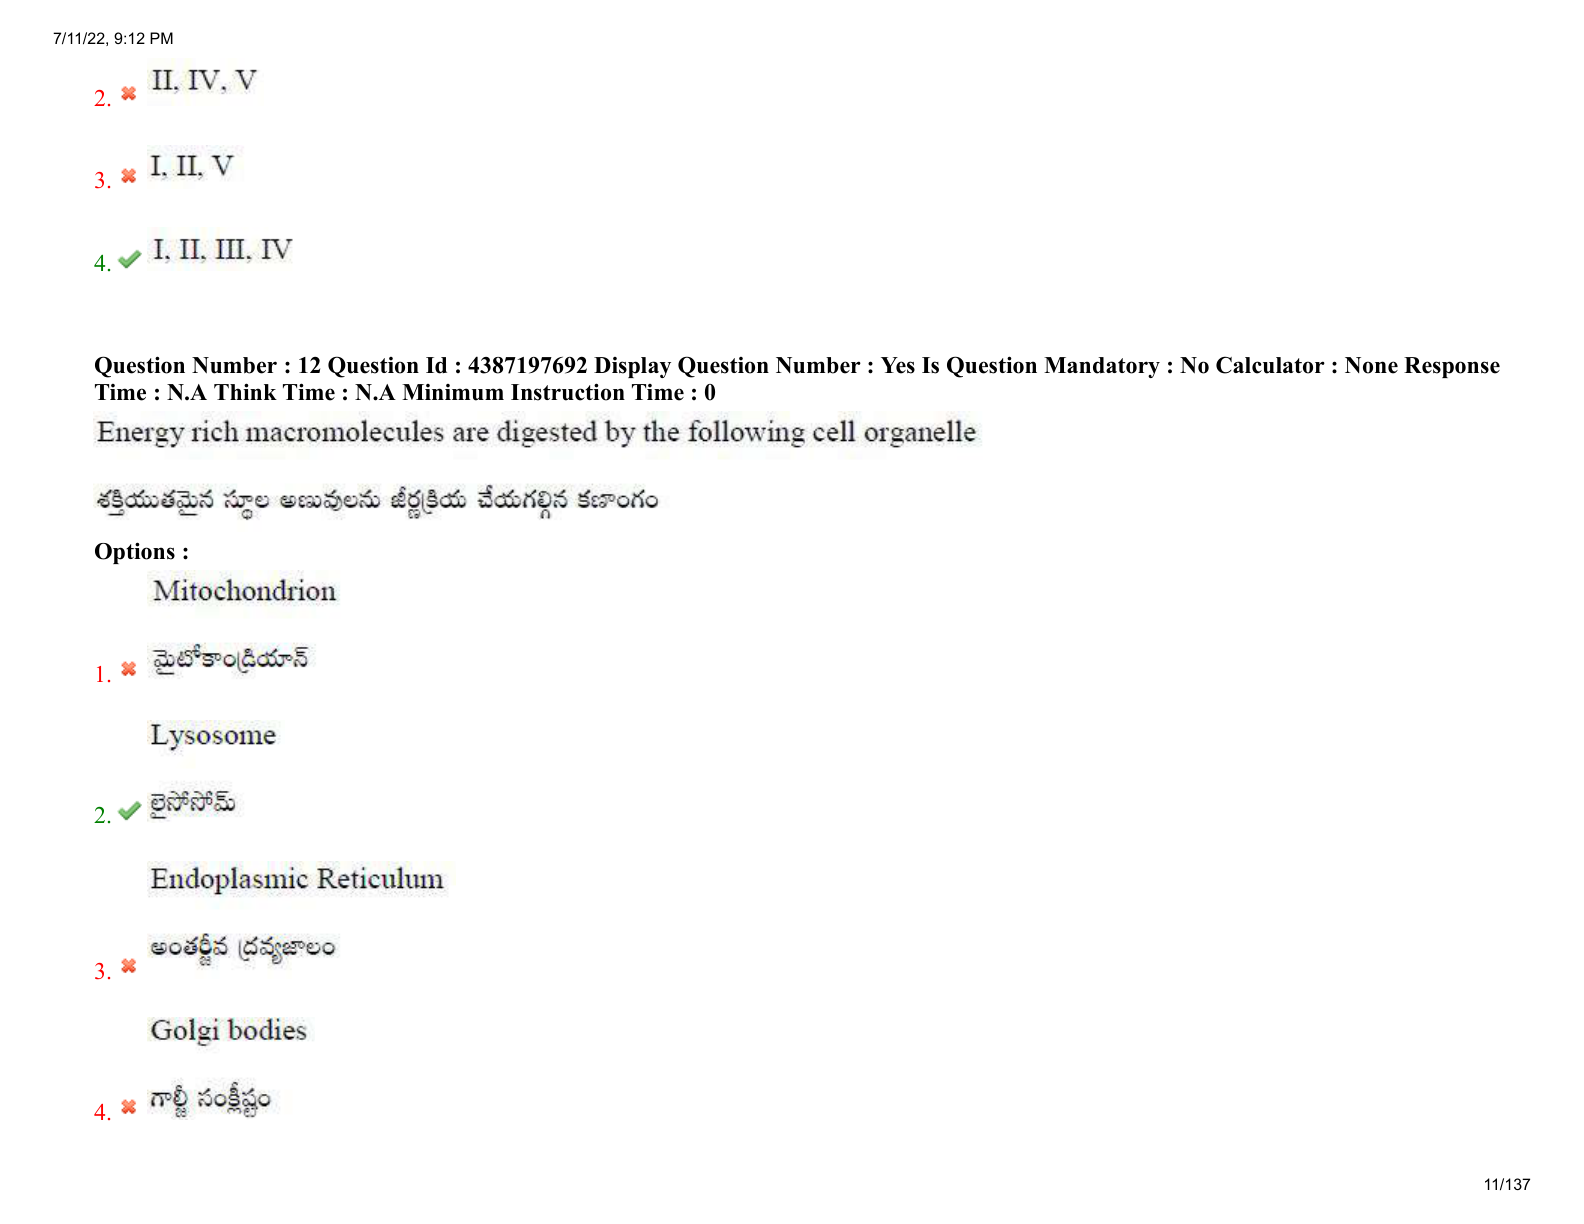 7/11/22, 9:12 PM
II, IV, V
2.
I, II, V
3.
I, II, III, IV
4.
Question Number : 12 Question Id : 4387197692 Display Question Number : Yes Is Question Mandatory : No Calculator : None Response
Time : N.A Think Time : N.A Minimum Instruction Time : 0
Energy rich macromolecules are digested by the following cell organelle
శక్తియుతమైన స్థూల అణువులను జీర్ణక్రియ చేయగల్గిన కణాంగం
Options :
Mitochondrion
మైటోకాండ్రియాన్
1.
Lysosome
లైసోసోమ్
2.
Endoplasmic Reticulum
అంతర్జీవ ద్రవ్యజాలం
3.
Golgi bodies
గాల్జీ సంక్లీష్టం
4.
11/137